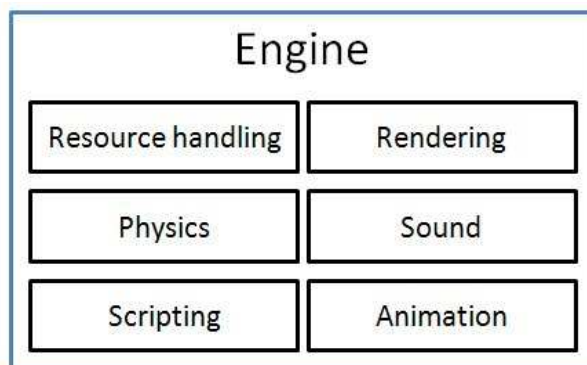 Engine
Resource handling
Rendering
Physics
Sound
Scripting
Animation